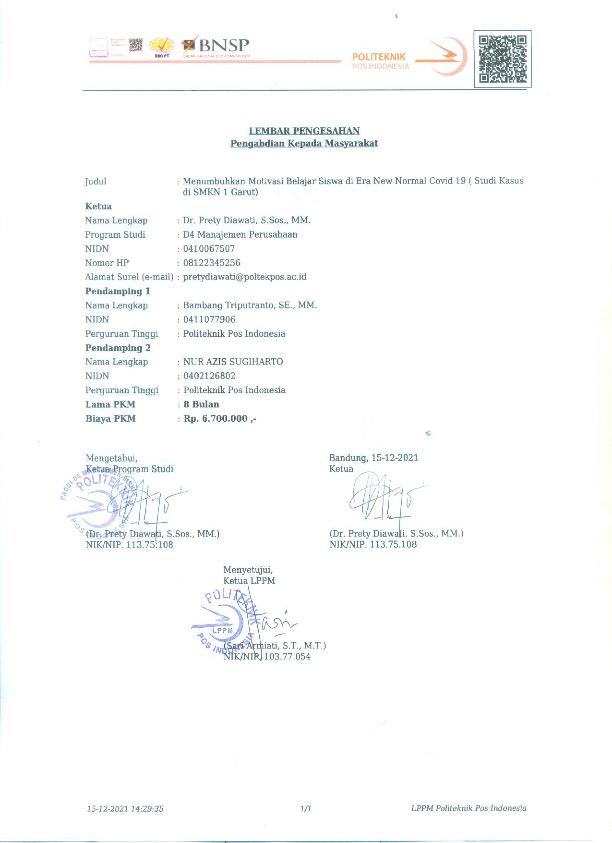 BNSP
POLITEKNIK
POS INDONESIA
LEMBAR PENGESAHAN
Pengabdian Kepada Masyarakat
Judul : Menumbuhkan Motivasi Belajar Siswa di Era New Normal Covid 19 ( Studi Kasus
di SMKN 1 Garut)
Ketua
Nama Lengkap : Dr. Prety Diawati, S.Sos., MM.
Program Studi : D4 Manajemen Perusahaan
NIDN : 0410067507
Nomor HP : 08122345256
Alamat Surel (e-mail) : pretydiawati@poltekpos.ac.id
Pendamping 1
Nama Lengkap : Bambang Triputranto, SE., MM.
NIDN : 0411077906
Perguruan Tinggi : Politeknik Pos Indonesia
Pendamping 2
Nama Lengkap : NUR AZIS SUGIHARTO
NIDN : 0402126802
Perguruan Tinggi : Politeknik Pos Indonesia
Lama PKM : 8 Bulan
Biaya PKM : Rp. 6.700.000 ,-
Mengetahui,
Ketua Program Studi
POLITEKNIK
(Dr. Prety Diawati, S.Sos., MM.)
NIK/NIP. 113.75.108
Bandung, 15-12-2021
Ketua
(Dr. Prety Diawati, S.Sos., MM.)
NIK/NIP. 113.75.108
Menyetujui,
Ketua LPPM
POLITEKNIK
LPPM
POS INDONESIA
(Sari Armiati, S.T., M.T.)
NIK/NIP. 103.77.054
15-12-2021 14:29:35 1/1 LPPM Politeknik Pos Indonesia